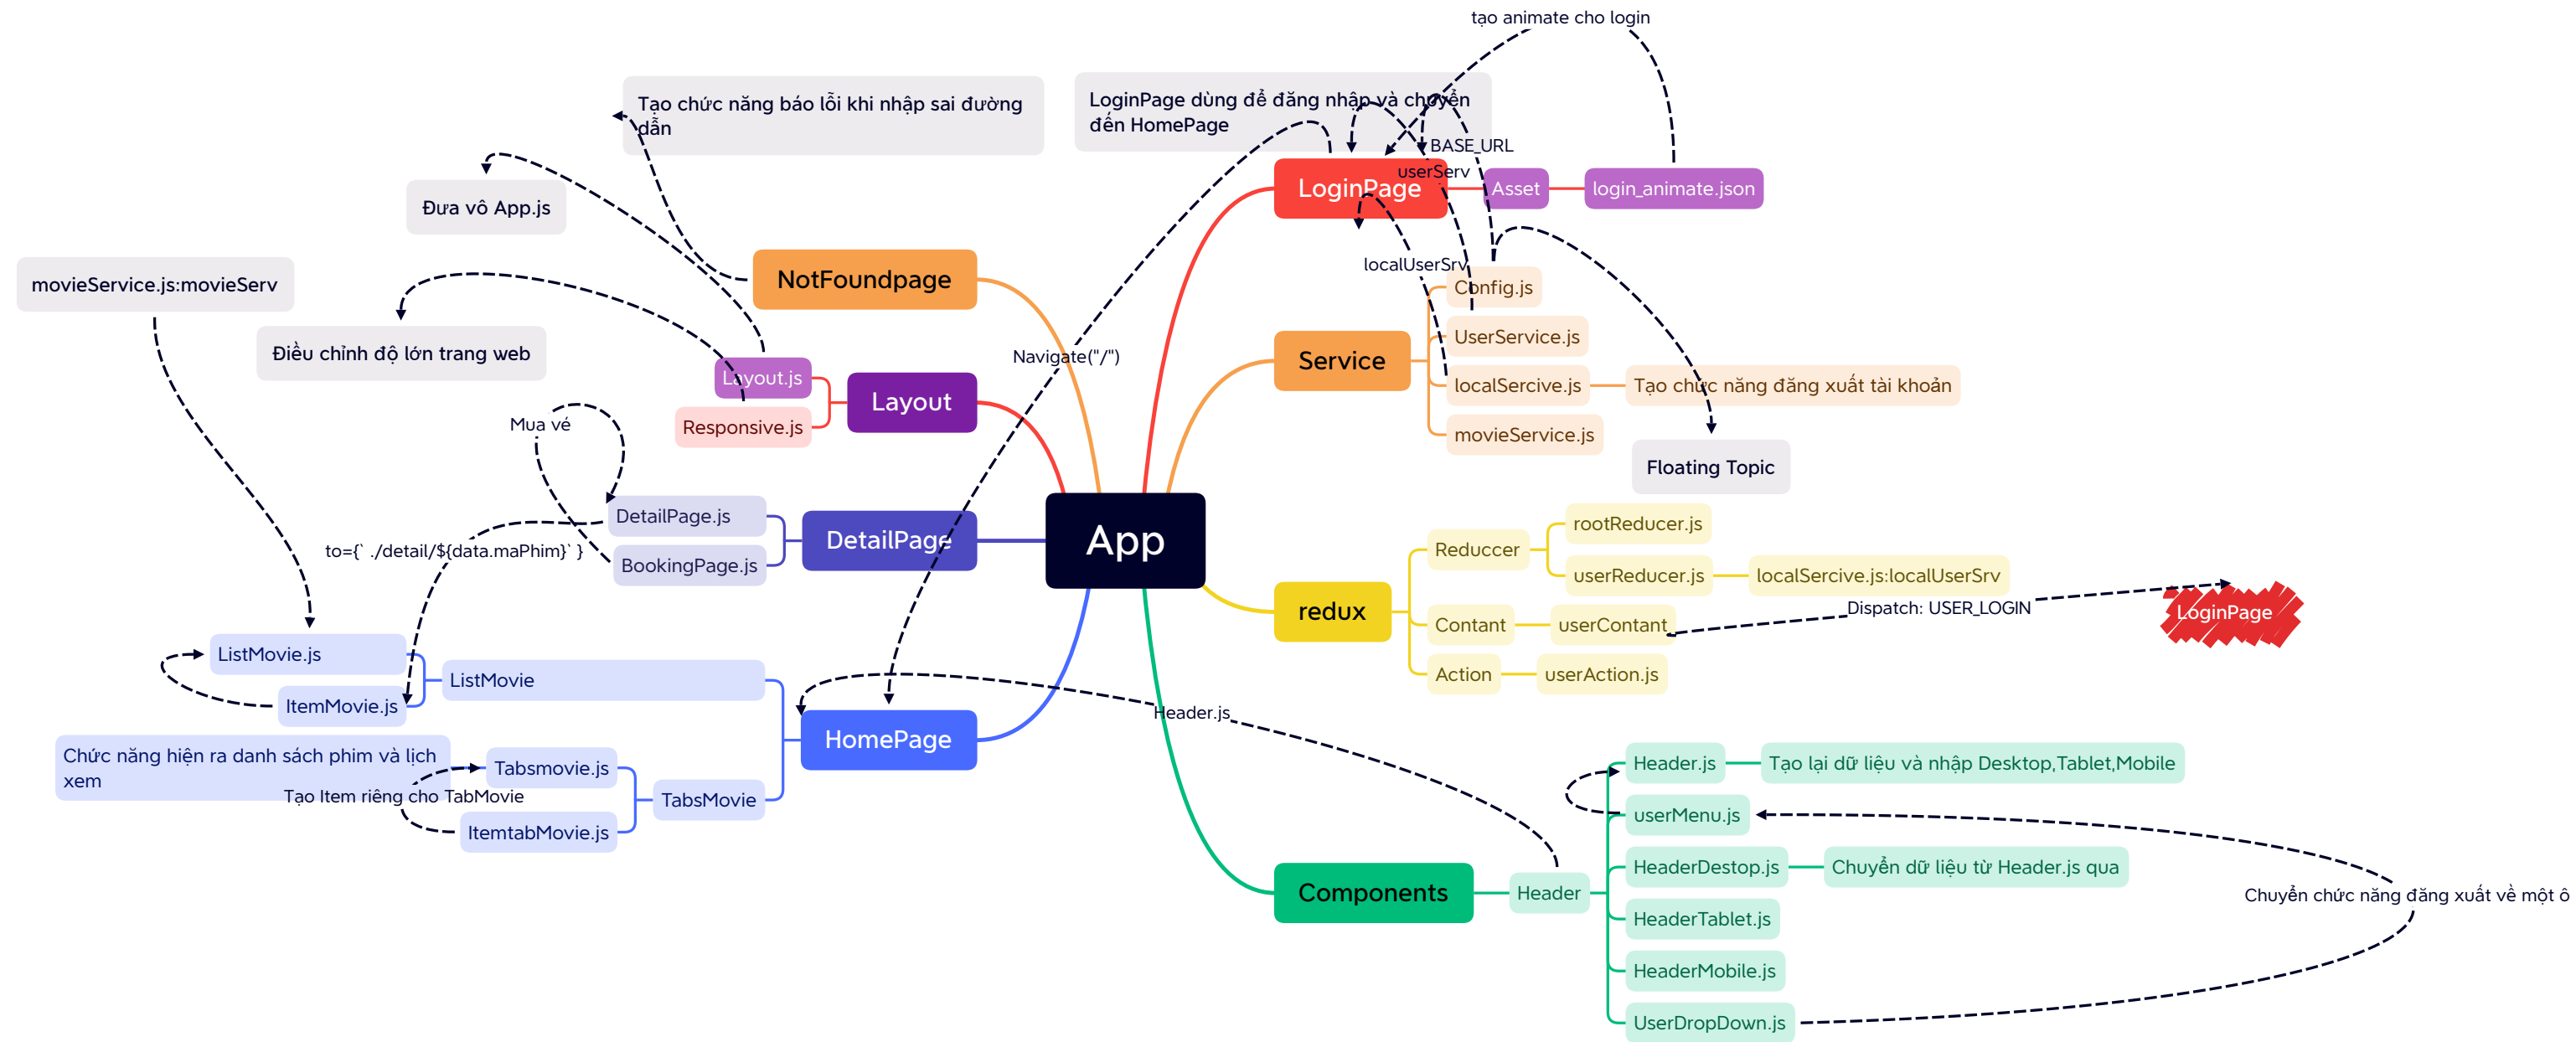 tạo animate cho login
Tạo chức năng báo lỗi khi nhập sai đường
dẫn
LoginPage dùng để đăng nhập và chuyển
đến HomePage
BASE_URL
userServ
LoginPage
Asset
login_animate.json
Đưa vô App.js
localUserSrv
NotFoundpage
movieService.js:movieServ
Config.js
UserService.js
Điều chỉnh độ lớn trang web
Navigate("/")
Service
Layout.js
localSercive.js
Tạo chức năng đăng xuất tài khoản
Layout
Responsive.js
Mua vé
movieService.js
Floating Topic
DetailPage.js
DetailPage
App
to={` ./detail/${data.maPhim}` }
BookingPage.js
rootReducer.js
Reduccer
userReducer.js
localSercive.js:localUserSrv
redux
Dispatch: USER_LOGIN
LoginPage
Contant
userContant
ListMovie.js
ListMovie
Action
userAction.js
ItemMovie.js
Header.js
HomePage
Chức năng hiện ra danh sách phim và lịch
xem
Tabsmovie.js
Tạo Item riêng cho TabMovie
TabsMovie
ItemtabMovie.js
Header.js
Tạo lại dữ liệu và nhập Desktop,Tablet,Mobile
userMenu.js
HeaderDestop.js
Chuyển dữ liệu từ Header.js qua
Components
Header
Chuyển chức năng đăng xuất về một ô
HeaderTablet.js
HeaderMobile.js
UserDropDown.js